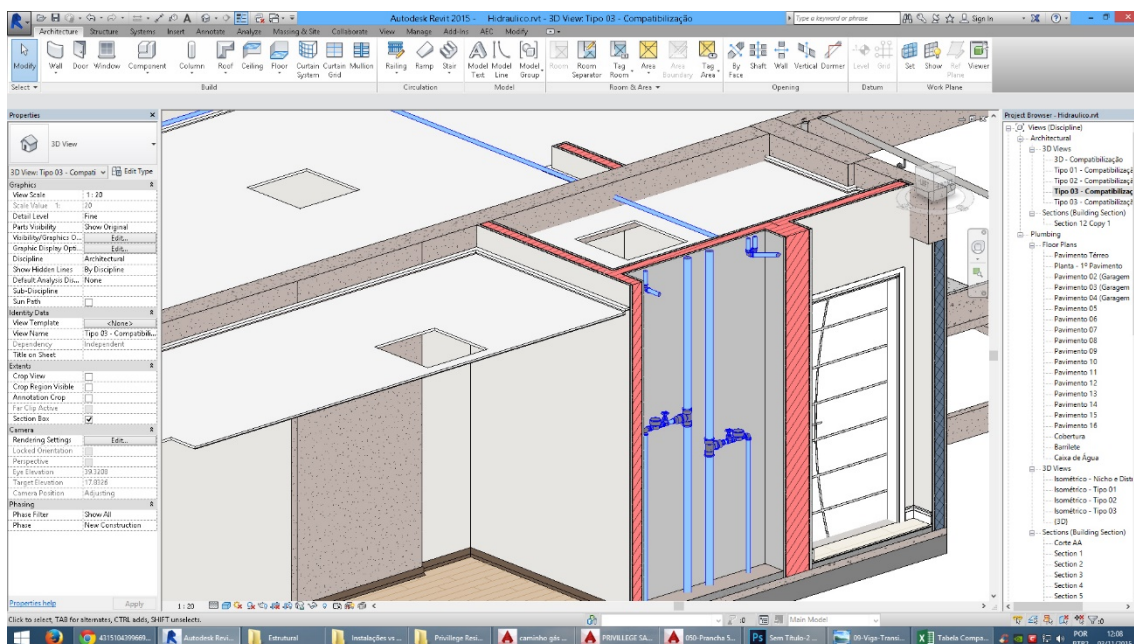 Autodesk Revit 2015 - Hidraulico.rvt - 3D View: Tipo 03 - Compatibilização
Type a keyword or phrase
Sign In
Architecture Structure Systems Insert Annotate Analyze Massing & Site Collaborate View Manage Add-Ins AEC Modify
Modify Wall Door Window Component Column Roof Ceiling Floor Curtain System Curtain Grid Mullion Railing Ramp Stair Model Text Model Line Model Group Room Room Separator Tag Room Area Area Boundary Tag Area By Face Shaft Wall Vertical Dormer Level Grid Set Show Ref Plane Viewer
Select Build Circulation Model Room & Area Opening Datum Work Plane
Properties
3D View
3D View: Tipo 03 - Compati Edit Type
Graphics
View Scale 1 : 20
Scale Value 1: 20
Detail Level Fine
Parts Visibility Show Original
Visibility/Graphics O... Edit...
Graphic Display Opti... Edit...
Discipline Architectural
Show Hidden Lines By Discipline
Default Analysis Dis... None
Sub-Discipline
Sun Path
Identity Data
View Template <None>
View Name Tipo 03 - Compatibili...
Dependency Independent
Title on Sheet
Extents
Crop View
Crop Region Visible
Annotation Crop
Far Clip Active
Section Box
Camera
Rendering Settings Edit...
Locked Orientation
Perspective
Eye Elevation 39.3208
Target Elevation 17.0326
Camera Position Adjusting
Phasing
Phase Filter Show All
Phase New Construction
Properties help Apply
Project Browser - Hidraulico.rvt
Views (Discipline)
Architectural
3D Views
3D - Compatibilização
Tipo 01 - Compatibilizaçã
Tipo 02 - Compatibilizaçã
Tipo 03 - Compatibilizaç
Tipo 03 - Compatibilizaç
Sections (Building Section)
Section 12 Copy 1
Plumbing
Floor Plans
Pavimento Térreo
Planta - 1º Pavimento
Pavimento 02 (Garagem
Pavimento 03 (Garagem
Pavimento 04 (Garagem
Pavimento 05
Pavimento 06
Pavimento 07
Pavimento 08
Pavimento 09
Pavimento 10
Pavimento 11
Pavimento 12
Pavimento 13
Pavimento 14
Pavimento 15
Pavimento 16
Cobertura
Barrilete
Caixa de Água
3D Views
Isométrico - Nicho e Dist
Isométrico - Tipo 01
Isométrico - Tipo 02
Isométrico - Tipo 03
{3D}
Sections (Building Section)
Corte AA
Section 1
Section 2
Section 3
Section 4
Section 5
1 : 20
Click to select, TAB for alternates, CTRL adds, SHIFT unselects.
:0 Main Model :0
4315104399669... Autodesk Revi... Estrutural Instalações vs ... Privillege Resi... caminho gás ... PRIVILLEGE SA... 050-Prancha 5... Sem Título-2 ... 09-Viga-Transi... Tabela Compa...
POR 12:08